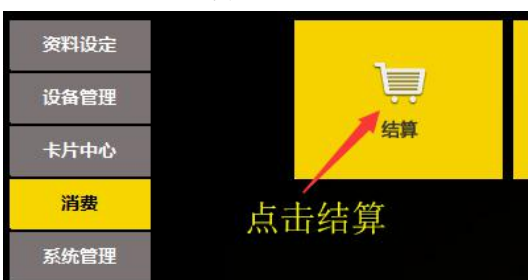 资料设定
设备管理
卡片中心
消费
系统管理
结算
点击结算